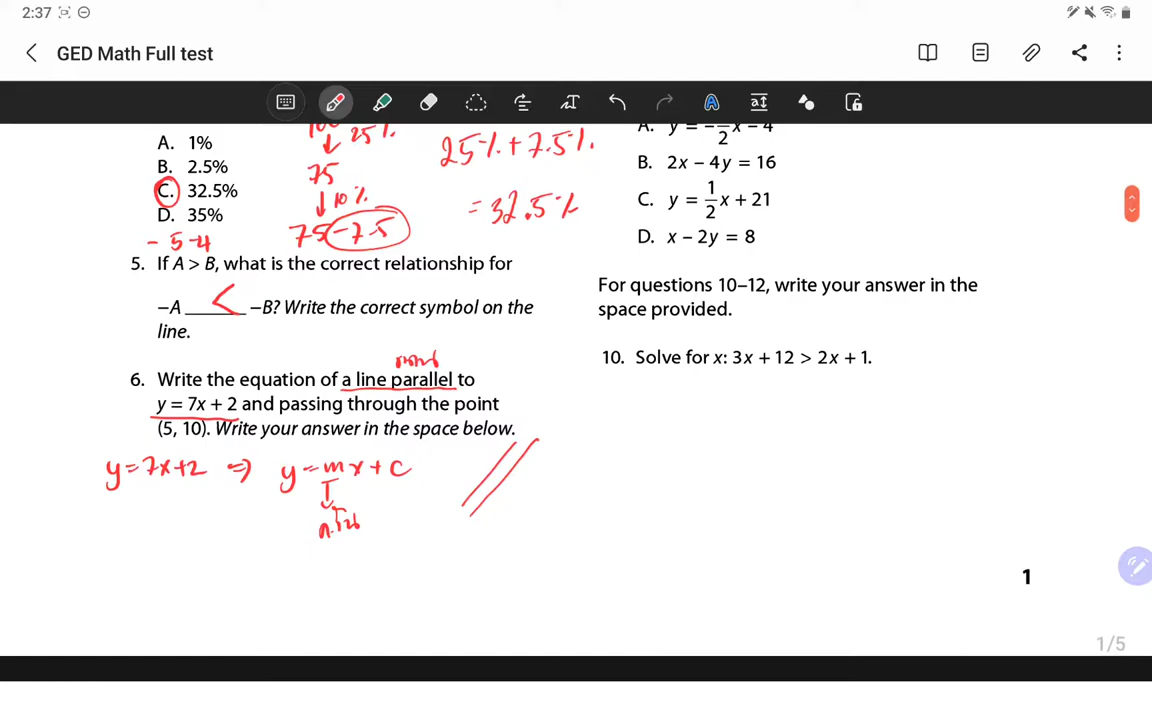 2:37
GED Math Full test
A. 1%
B. 2.5%
C. 32.5%
D. 35%
25%
75
10%
75 - 7.5
25% + 7.5%
= 32.5%
- 5 -4
5. If A > B, what is the correct relationship for
–A < –B? Write the correct symbol on the
line.
6. Write the equation of a line parallel to
y = 7x + 2 and passing through the point
(5, 10). Write your answer in the space below.
y = 7x + 2 ⇒ y = mx + c
A. y = –1/2x – 4
B. 2x – 4y = 16
C. y = 1/2x + 21
D. x – 2y = 8
For questions 10–12, write your answer in the
space provided.
10. Solve for x: 3x + 12 > 2x + 1.
1
1/5